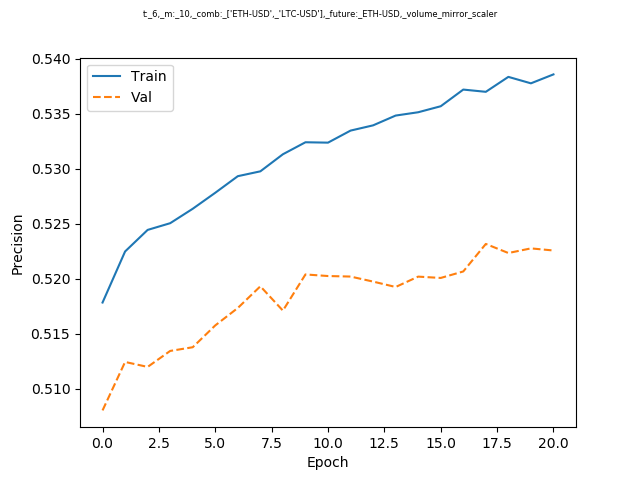 t:_6,_m:_10,_comb:_['ETH-USD',_'LTC-USD'],_future:_ETH-USD,_volume_mirror_scaler
0.540
0.535
0.530
0.525
0.520
0.515
0.510
Precision
Train
Val
0.0 2.5 5.0 7.5 10.0 12.5 15.0 17.5 20.0
Epoch